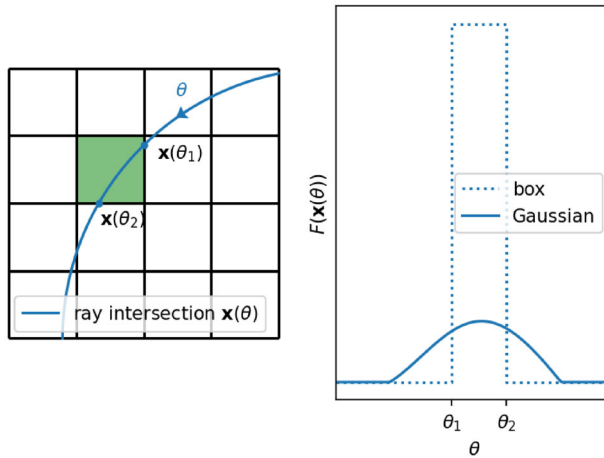 θ
x(θ₁)
x(θ₂)
ray intersection x(θ)
F(x(θ))
box
Gaussian
θ₁ θ₂
θ